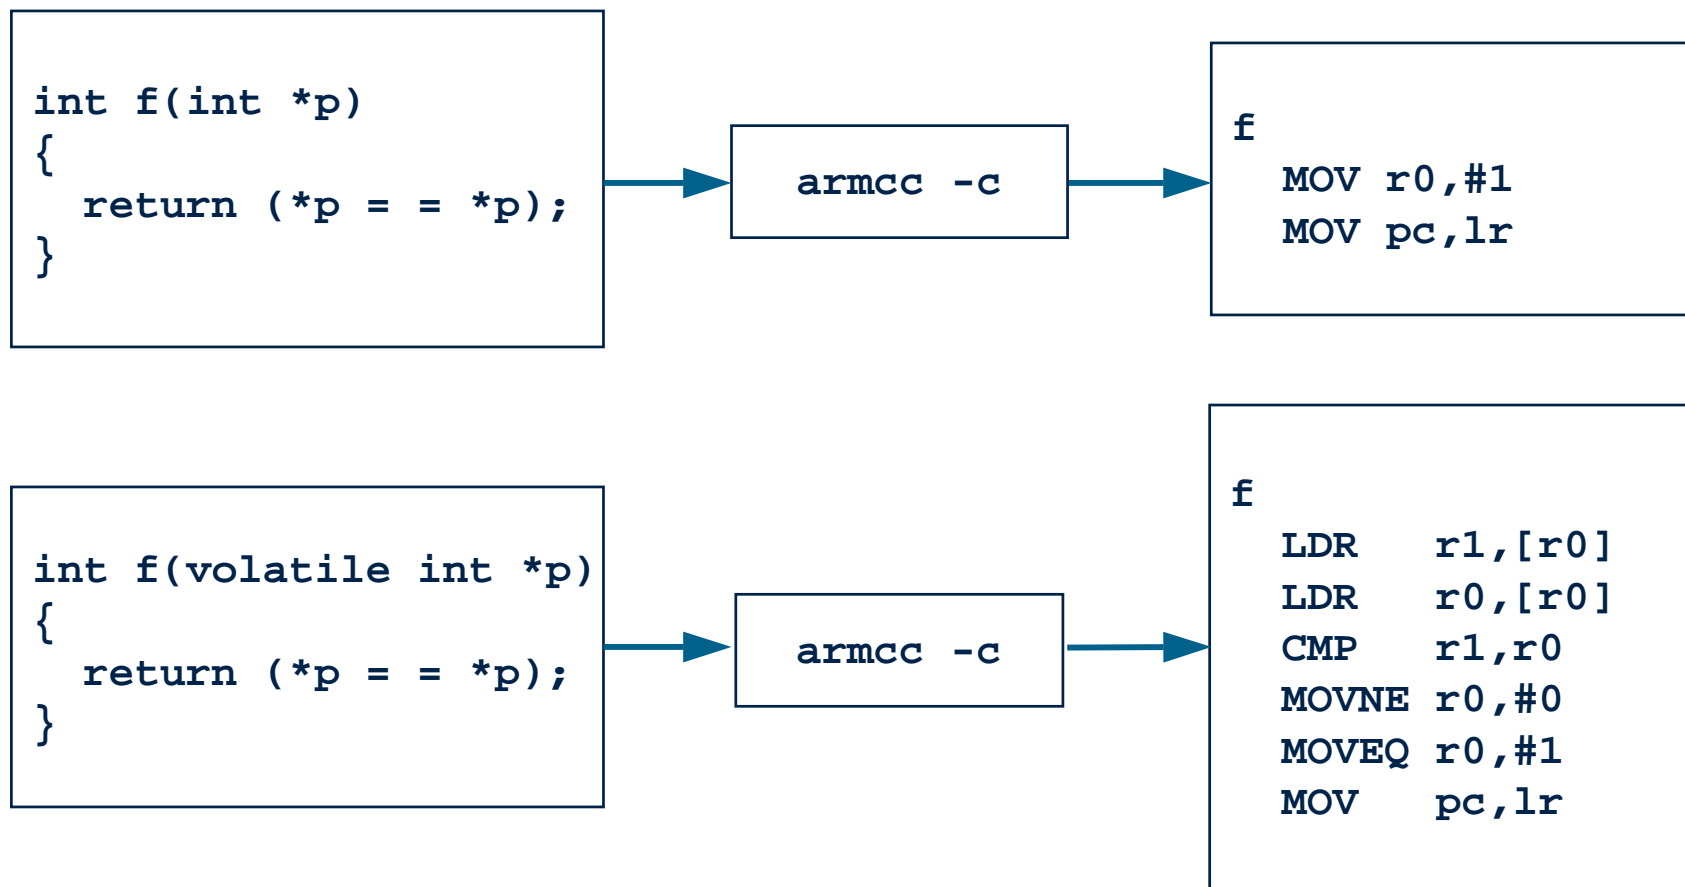 int f(int *p)
{
return (*p = = *p);
}
armcc -c
f
MOV r0,#1
MOV pc,lr
int f(volatile int *p)
{
return (*p = = *p);
}
armcc -c
f
LDR r1,[r0]
LDR r0,[r0]
CMP r1,r0
MOVNE r0,#0
MOVEQ r0,#1
MOV pc,lr